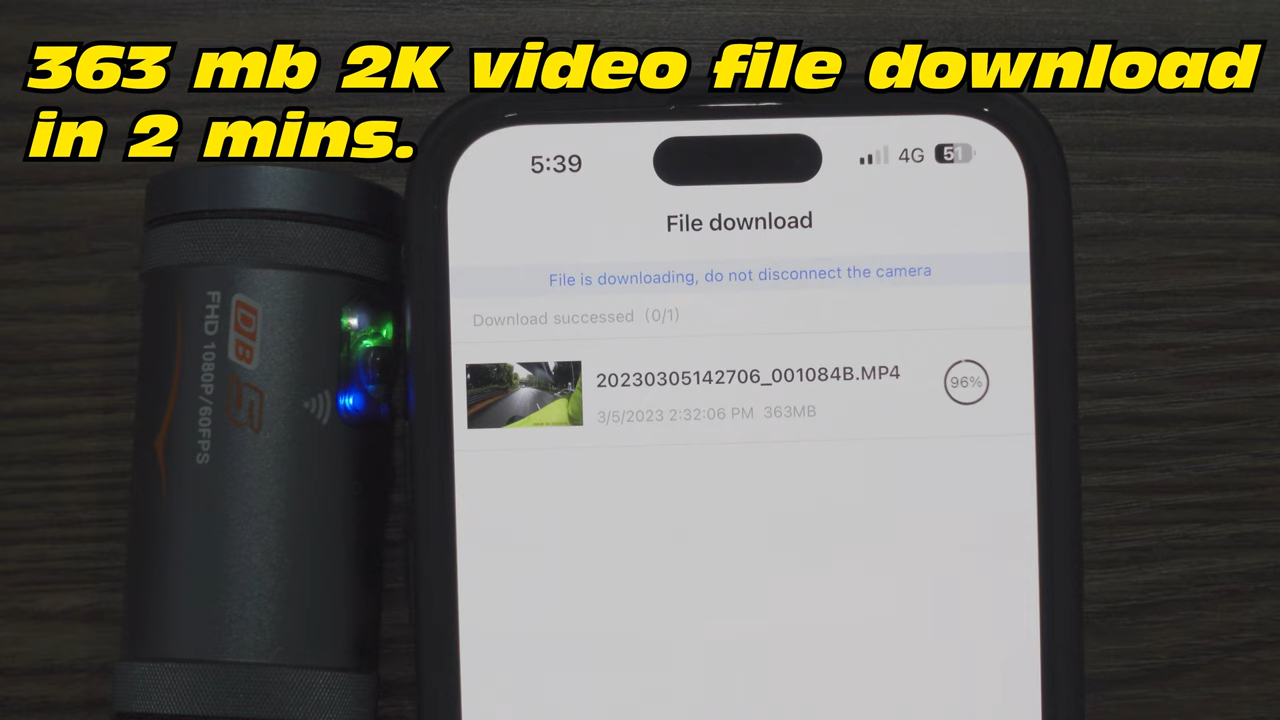 363 mb 2K video file download
in 2 mins.
5:39
4G
51
File download
File is downloading, do not disconnect the camera
Download successed (0/1)
20230305142706_001084B.MP4
96%
3/5/2023 2:32:06 PM 363MB
DB S
FHD 1080P/60FPS